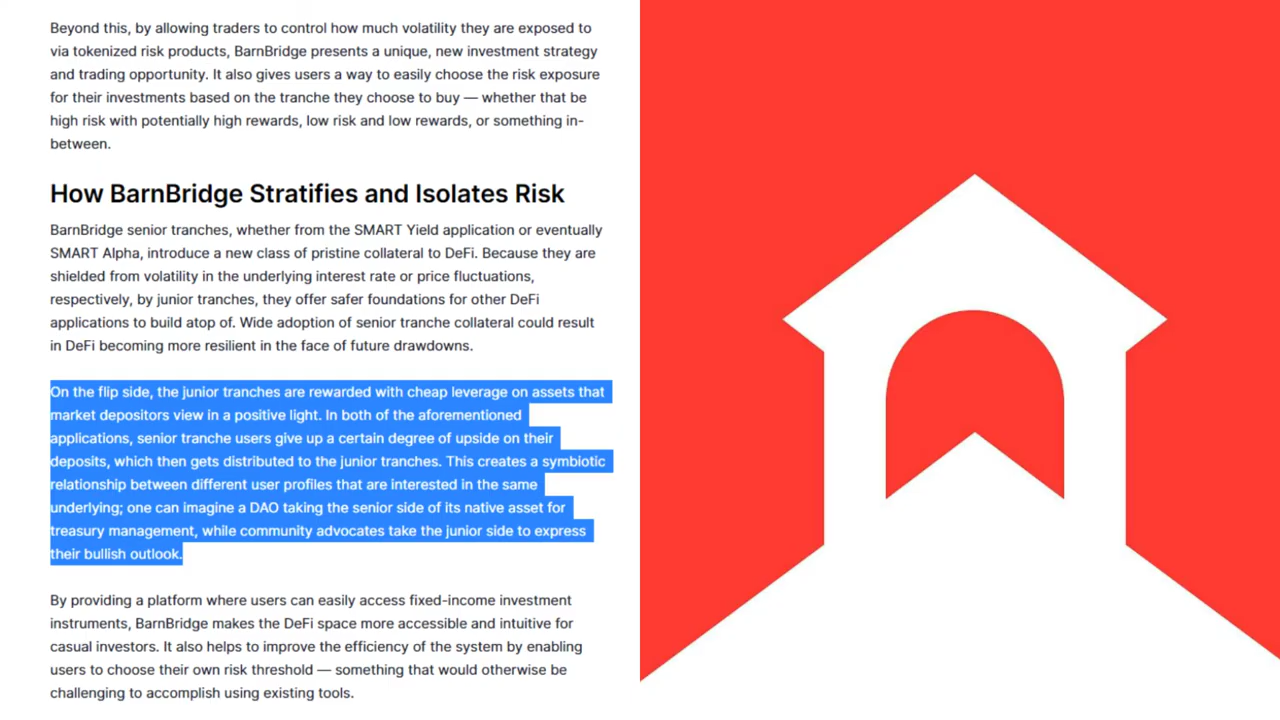 Beyond this, by allowing traders to control how much volatility they are exposed to
via tokenized risk products, BarnBridge presents a unique, new investment strategy
and trading opportunity. It also gives users a way to easily choose the risk exposure
for their investments based on the tranche they choose to buy — whether that be
high risk with potentially high rewards, low risk and low rewards, or something in-
between.
How BarnBridge Stratifies and Isolates Risk
BarnBridge senior tranches, whether from the SMART Yield application or eventually
SMART Alpha, introduce a new class of pristine collateral to DeFi. Because they are
shielded from volatility in the underlying interest rate or price fluctuations,
respectively, by junior tranches, they offer safer foundations for other DeFi
applications to build atop of. Wide adoption of senior tranche collateral could result
in DeFi becoming more resilient in the face of future drawdowns.
On the flip side, the junior tranches are rewarded with cheap leverage on assets that
market depositors view in a positive light. In both of the aforementioned
applications, senior tranche users give up a certain degree of upside on their
deposits, which then gets distributed to the junior tranches. This creates a symbiotic
relationship between different user profiles that are interested in the same
underlying; one can imagine a DAO taking the senior side of its native asset for
treasury management, while community advocates take the junior side to express
their bullish outlook.
By providing a platform where users can easily access fixed-income investment
instruments, BarnBridge makes the DeFi space more accessible and intuitive for
casual investors. It also helps to improve the efficiency of the system by enabling
users to choose their own risk threshold — something that would otherwise be
challenging to accomplish using existing tools.